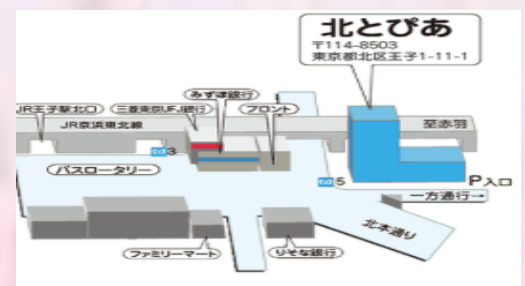 北とぴあ
〒114-8503
東京都北区王子1-11-1
みずほ銀行
JR王子駅北口
三菱東京UFJ銀行
フロント
JR京浜東北線
至赤羽
3
バスロータリー
5
P入口
一方通行→
北本通り
ファミリーマート
りそな銀行